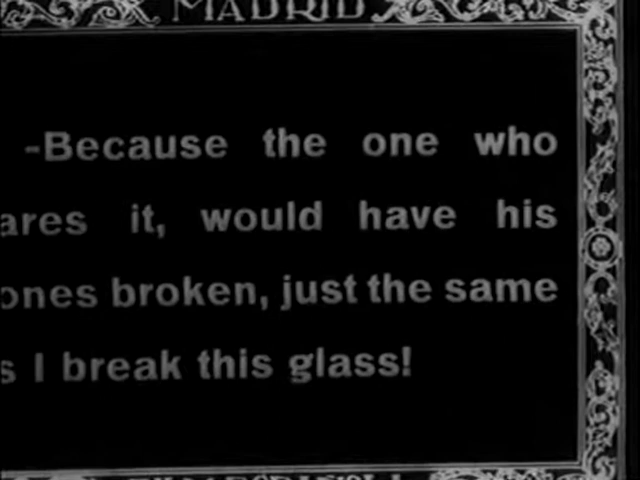 MADRID
-Because the one who
ares it, would have his
ones broken, just the same
s I break this glass!